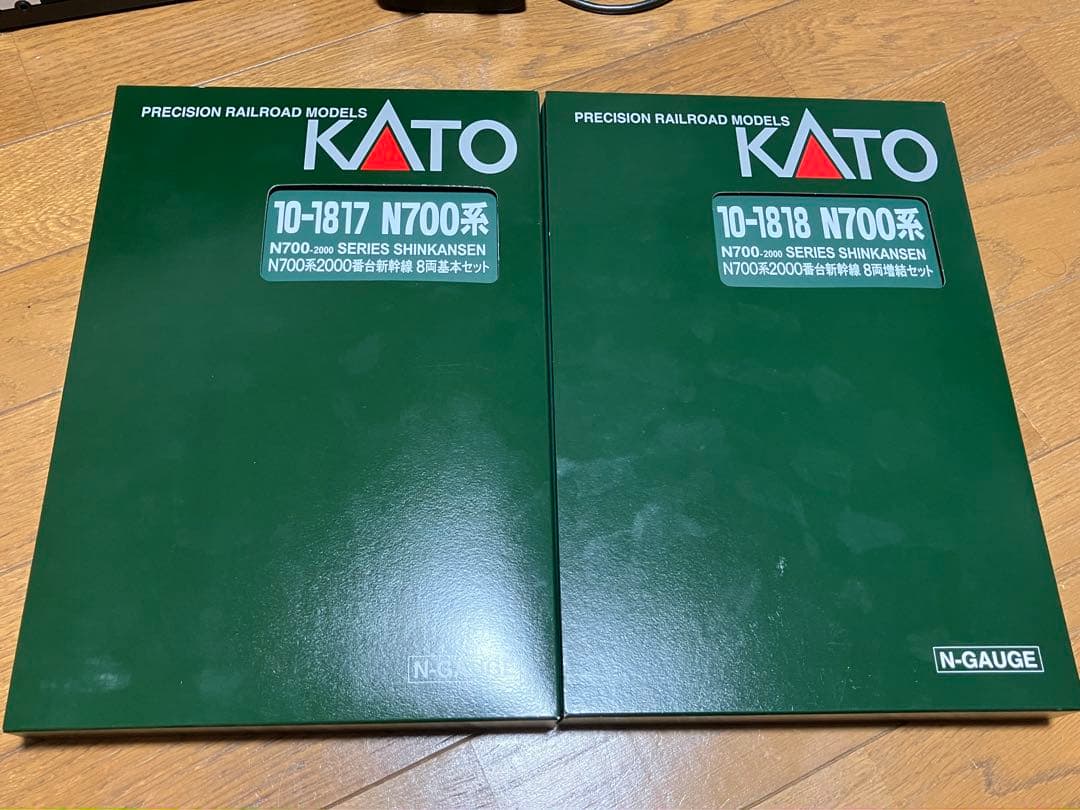 PRECISION RAILROAD MODELS
KATO
10-1817 N700系
N700-2000 SERIES SHINKANSEN
N700系2000番台新幹線 8両基本セット
N-GAUGE
PRECISION RAILROAD MODELS
KATO
10-1818 N700系
N700-2000 SERIES SHINKANSEN
N700系2000番台新幹線 8両増結セット
N-GAUGE